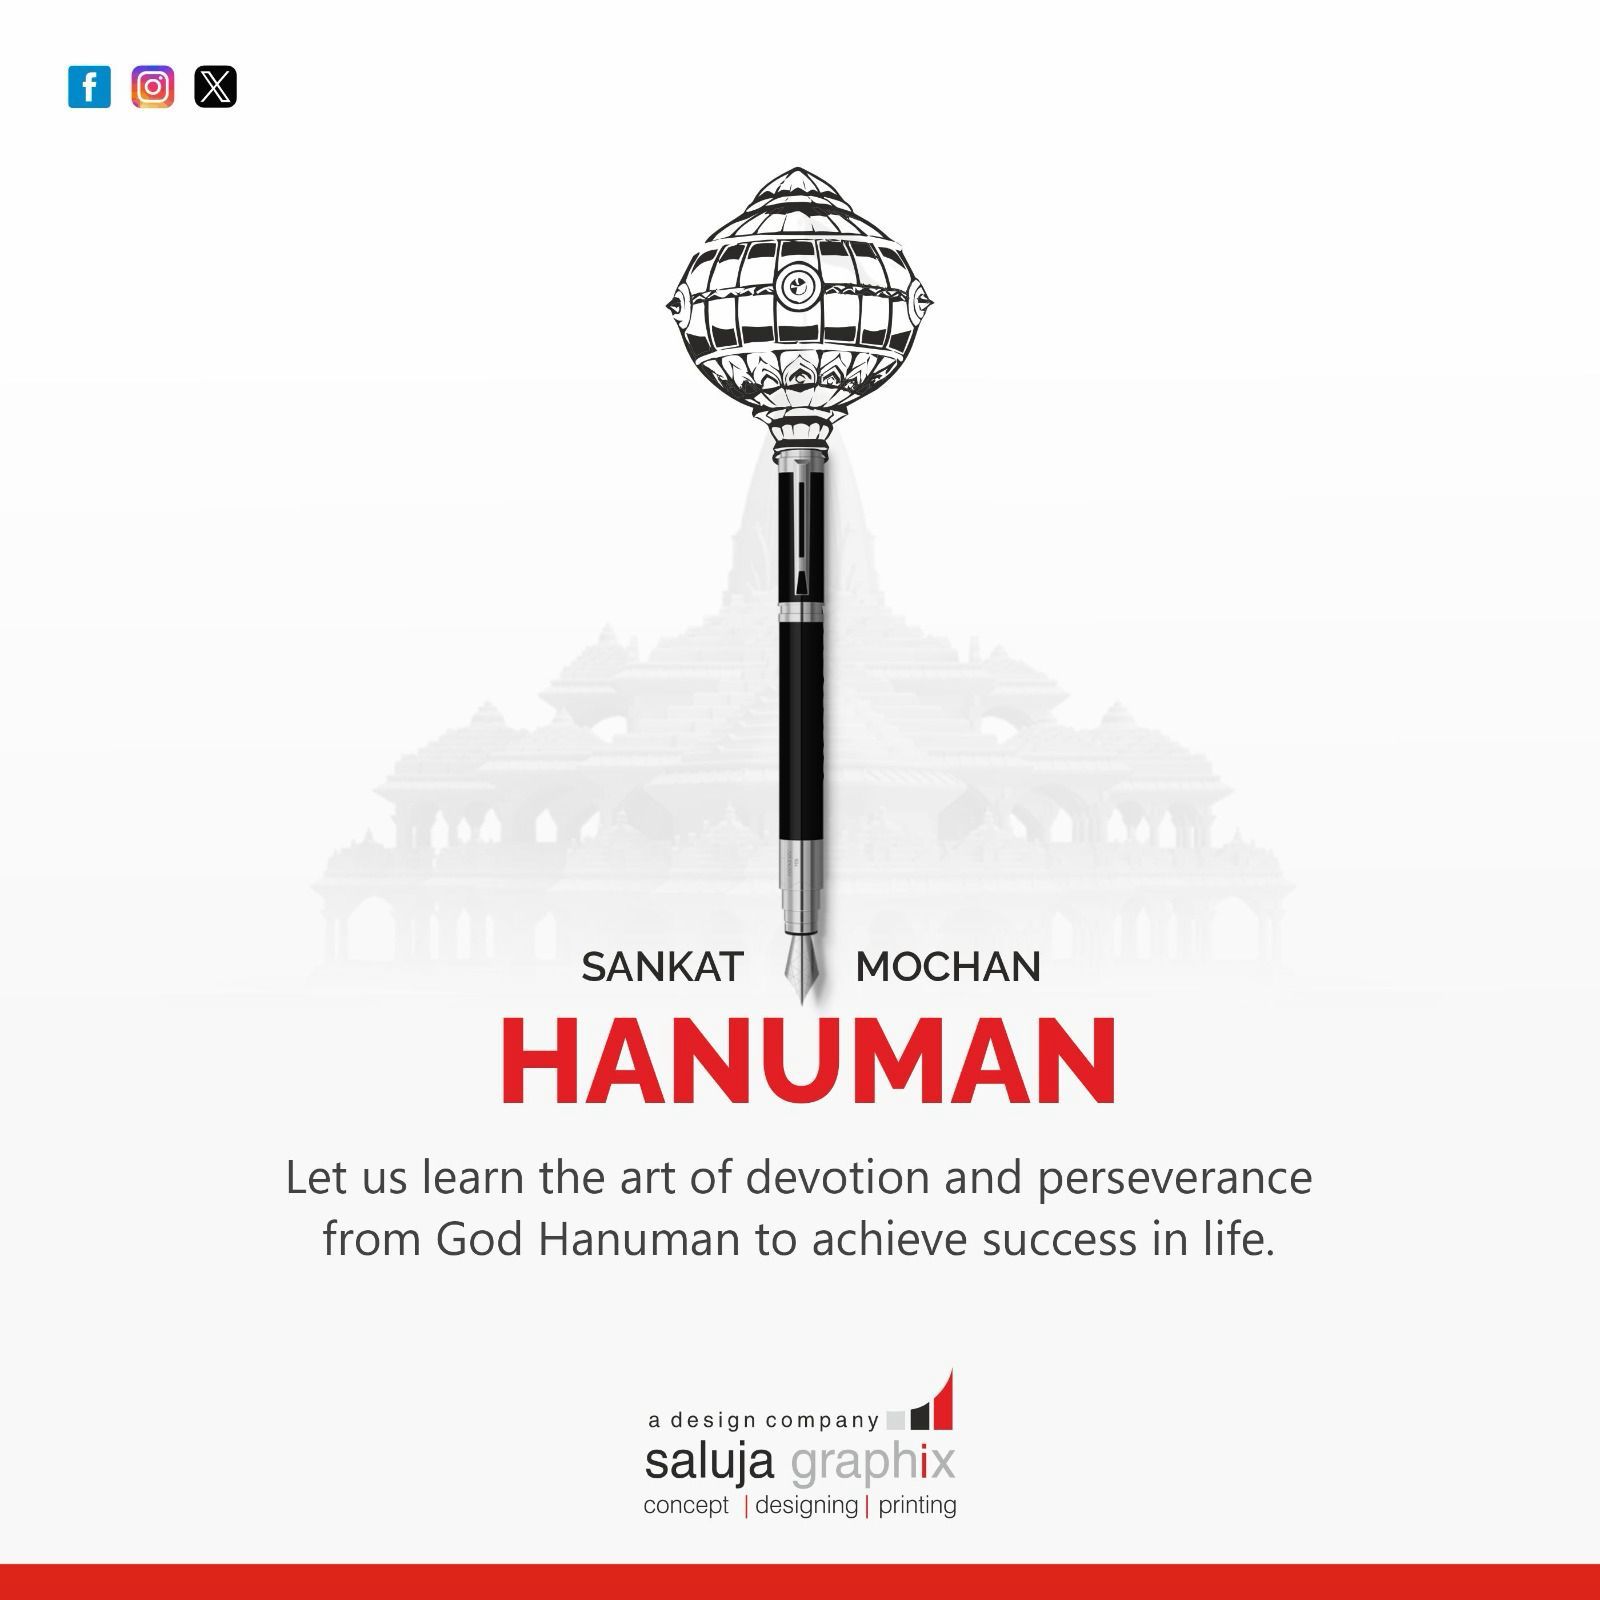 SANKAT MOCHAN
HANUMAN
Let us learn the art of devotion and perseverance
from God Hanuman to achieve success in life.
a design company
saluja graphix
concept | designing | printing